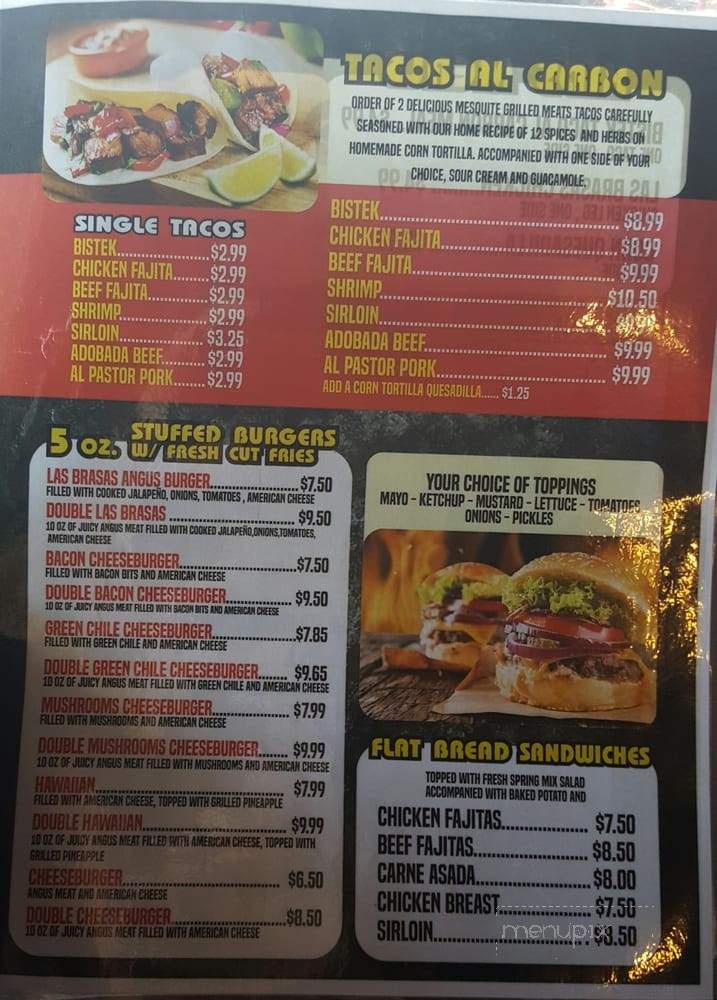 TACOS AL CARBON
ORDER OF 2 DELICIOUS MESQUITE GRILLED MEATS TACOS CAREFULLY
SEASONED WITH OUR HOME RECIPE OF 12 SPICES AND HERBS ON
HOMEMADE CORN TORTILLA. ACCOMPANIED WITH ONE SIDE OF YOUR
CHOICE, SOUR CREAM AND GUACAMOLE.
BISTEK $8.99
CHICKEN FAJITA $8.99
BEEF FAJITA $9.99
SHRIMP $10.50
SIRLOIN
ADOBADA BEEF $9.99
AL PASTOR PORK $9.99
ADD A CORN TORTILLA QUESADILLA...... $1.25
SINGLE TACOS
BISTEK $2.99
CHICKEN FAJITA $2.99
BEEF FAJITA $2.99
SHRIMP $2.99
SIRLOIN $3.25
ADOBADA BEEF $2.99
AL PASTOR PORK $2.99
5 OZ. STUFFED BURGERS
W/ FRESH CUT FRIES
LAS BRASAS ANGUS BURGER $7.50
FILLED WITH COOKED JALAPEÑO, ONIONS, TOMATOES , AMERICAN CHEESE
DOUBLE LAS BRASAS $9.50
10 OZ OF JUICY ANGUS MEAT FILLED WITH COOKED JALAPEÑO,ONIONS,TOMATOES,
AMERICAN CHEESE
BACON CHEESEBURGER $7.50
FILLED WITH BACON BITS AND AMERICAN CHEESE
DOUBLE BACON CHEESEBURGER $9.50
10 OZ OF JUICY ANGUS MEAT FILLED WITH BACON BITS AND AMERICAN CHEESE
GREEN CHILE CHEESEBURGER $7.85
FILLED WITH GREEN CHILE AND AMERICAN CHEESE
DOUBLE GREEN CHILE CHEESEBURGER $9.65
10 OZ OF JUICY ANGUS MEAT FILLED WITH GREEN CHILE AND AMERICAN CHEESE
MUSHROOMS CHEESEBURGER $7.99
FILLED WITH MUSHROOMS AND AMERICAN CHEESE
DOUBLE MUSHROOMS CHEESEBURGER $9.99
10 OZ OF JUICY ANGUS MEAT FILLED WITH MUSHROOMS AND AMERICAN CHEESE
HAWAIIAN $7.99
FILLED WITH AMERICAN CHEESE, TOPPED WITH GRILLED PINEAPPLE
DOUBLE HAWAIIAN $9.99
10 OZ OF JUICY ANGUS MEAT FILLED WITH AMERICAN CHEESE, TOPPED WITH
GRILLED PINEAPPLE
CHEESEBURGER $6.50
ANGUS MEAT AND AMERICAN CHEESE
DOUBLE CHEESEBURGER $8.50
10 OZ OF JUICY ANGUS MEAT FILLED WITH AMERICAN CHEESE
YOUR CHOICE OF TOPPINGS
MAYO - KETCHUP - MUSTARD - LETTUCE - TOMATOES
ONIONS - PICKLES
FLAT BREAD SANDWICHES
TOPPED WITH FRESH SPRING MIX SALAD
ACCOMPANIED WITH BAKED POTATO AND
CHICKEN FAJITAS $7.50
BEEF FAJITAS $8.50
CARNE ASADA $8.00
CHICKEN BREAST $7.50
SIRLOIN $8.50
menupix